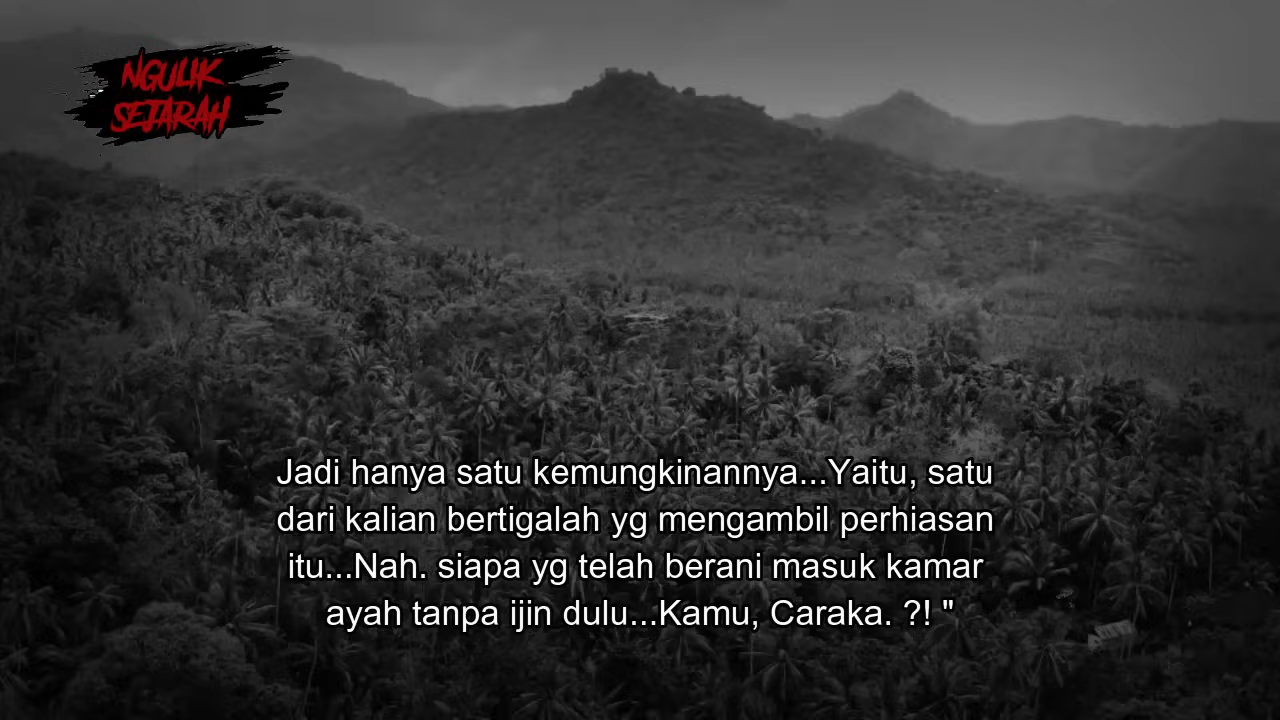 NGULIK
SEJARAH
Jadi hanya satu kemungkinannya...Yaitu, satu
dari kalian bertigalah yg mengambil perhiasan
itu...Nah. siapa yg telah berani masuk kamar
ayah tanpa ijin dulu...Kamu, Caraka. ?! "